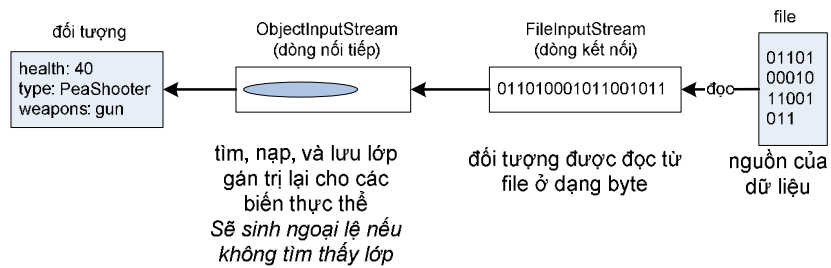 đối tượng
health: 40
type: PeaShooter
weapons: gun
ObjectInputStream
(dòng nối tiếp)
tìm, nạp, và lưu lớp
gán trị lại cho các
biến thực thể
Sẽ sinh ngoại lệ nếu
không tìm thấy lớp
FileInputStream
(dòng kết nối)
011010001011001011
đối tượng được đọc từ
file ở dạng byte
đọc
file
01101
00010
11001
011
nguồn của
dữ liệu